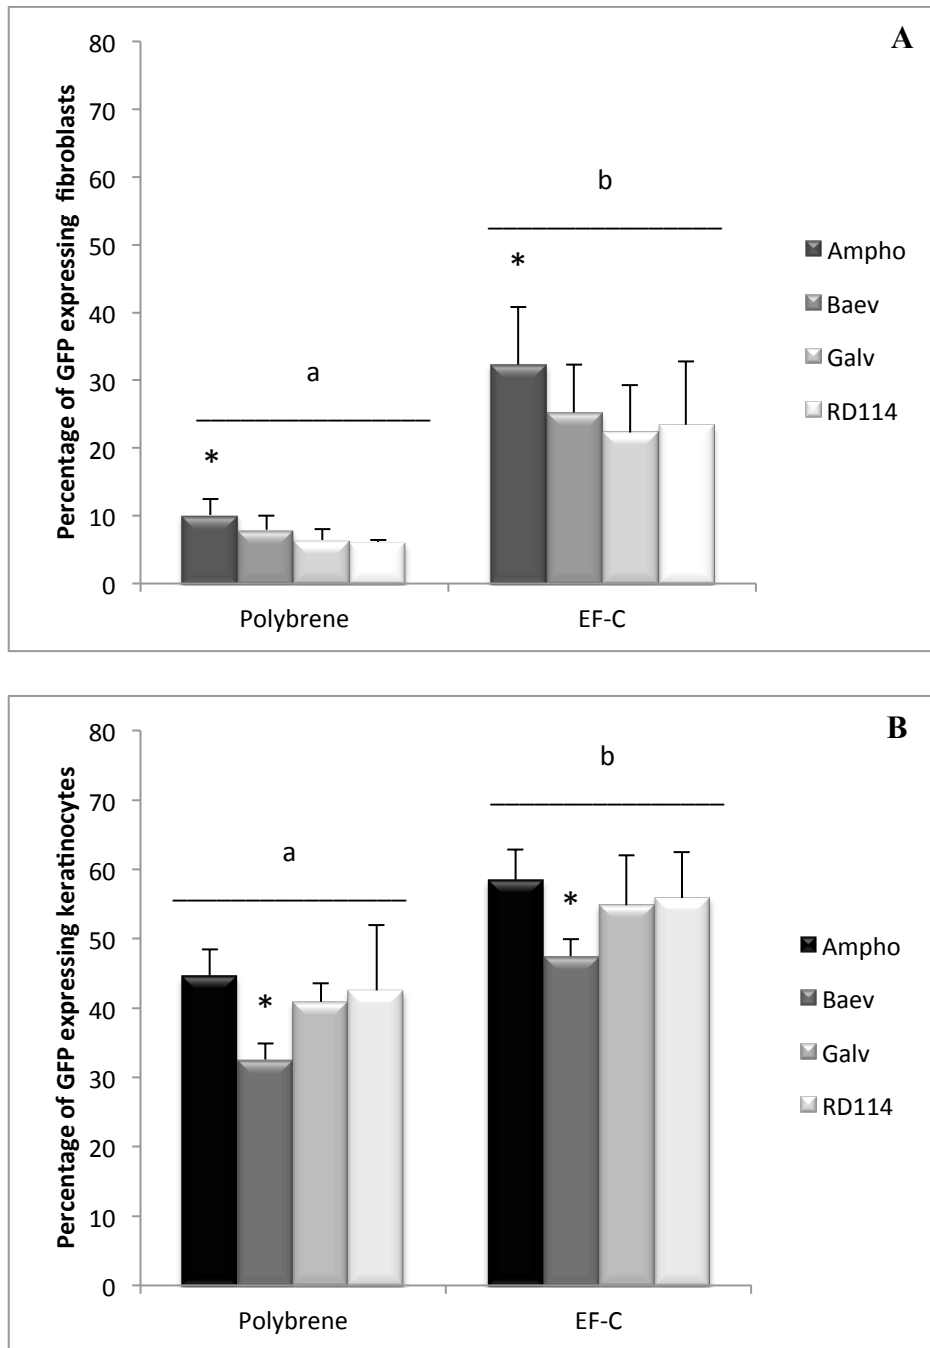 A
Percentage of GFP expressing fibroblasts
80
70
60
50
40
30
20
10
0
a
*
b
*
Polybrene
EF-C
Ampho
Baev
Galv
RD114
B
Percentage of GFP expressing keratinocytes
80
70
60
50
40
30
20
10
0
a
*
b
*
Polybrene
EF-C
Ampho
Baev
Galv
RD114